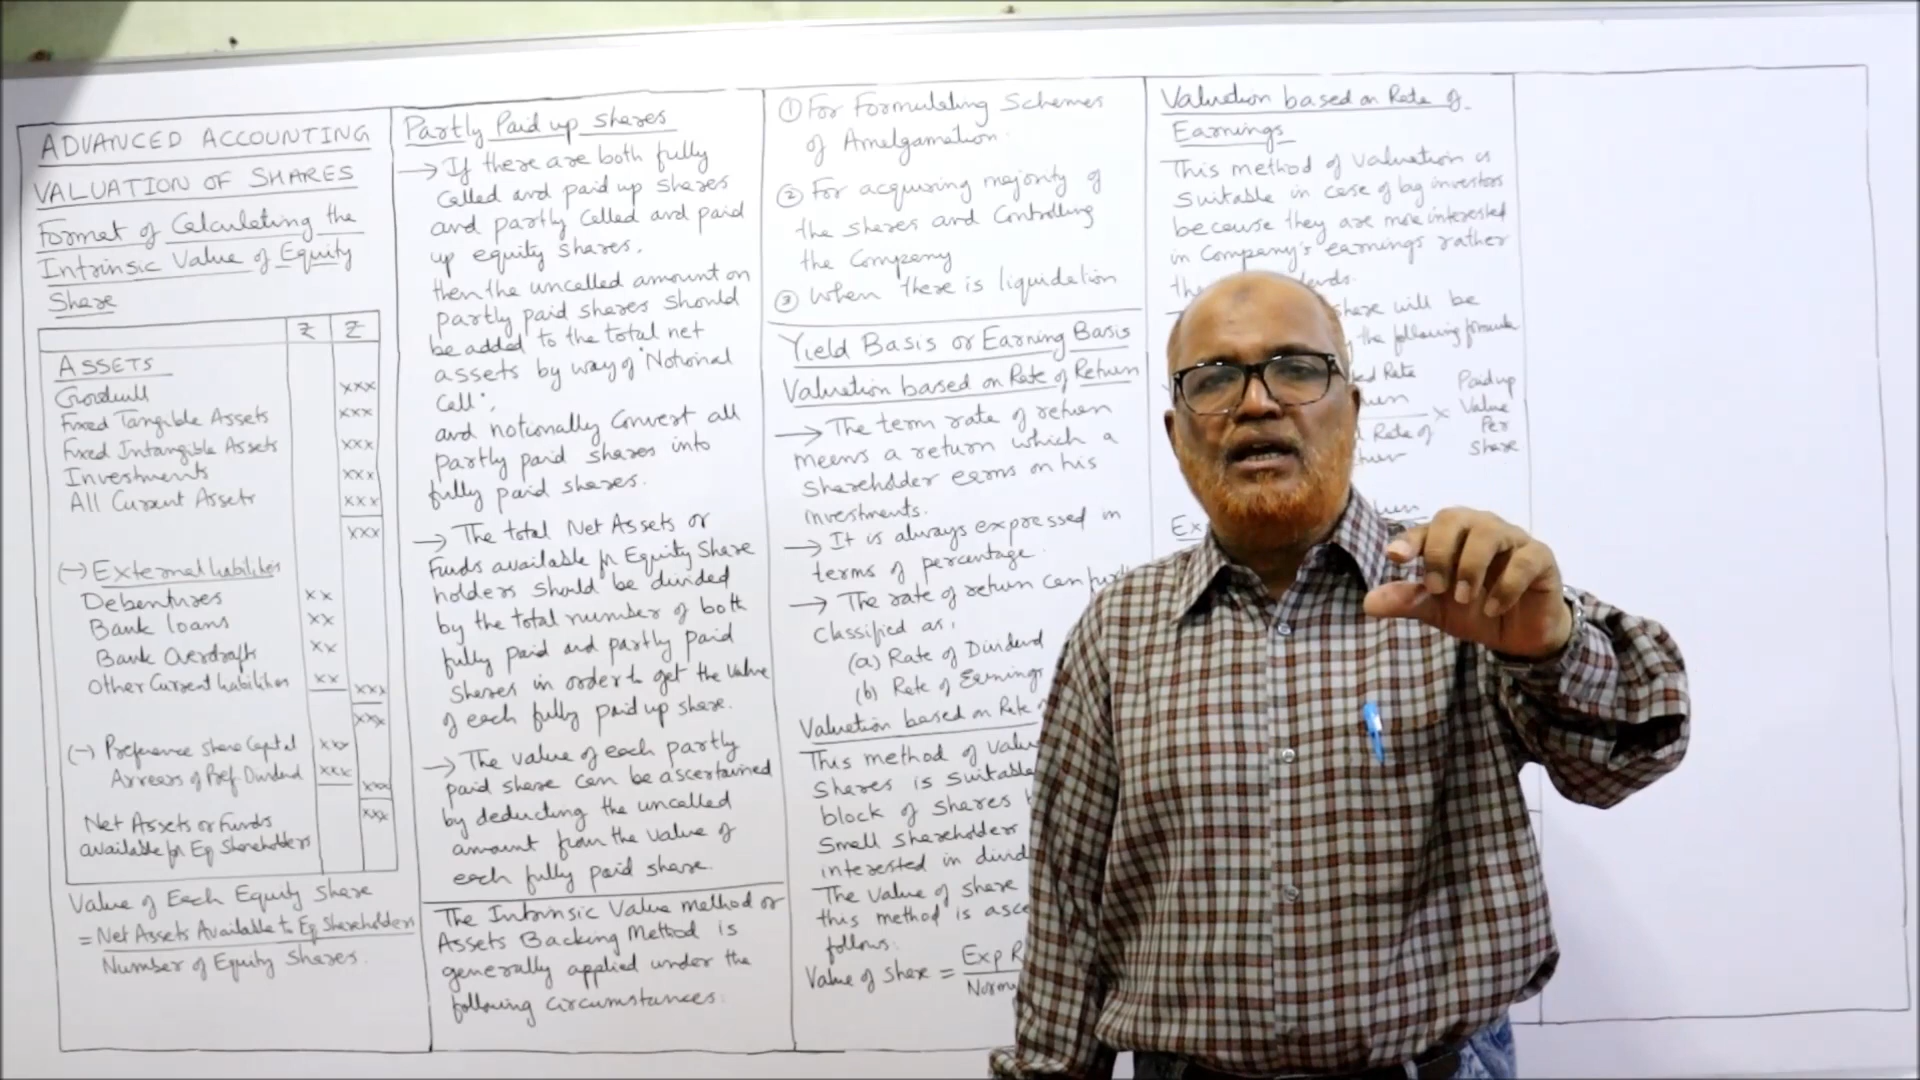 ADVANCED ACCOUNTING
VALUATION OF SHARES
Format of Calculating the
Intrinsic Value of Equity
Share
₹ ₹
ASSETS
Goodwill xxx
Fixed Tangible Assets xxx
Fixed Intangible Assets xxx
Investments xxx
All Current Assets xxx
xxx
(-) External liabilities
Debentures xx
Bank loans xx
Bank Overdraft xx
Other Current liabilities xx xxx
xxx
(-) Preference Share Capital xxx
Arrears of Pref. Dividend xxx xxx
Net Assets or Funds xxx
available for Eq Shareholders
Value of Each Equity Share
= Net Assets Available to Eq Shareholders
Number of Equity Shares.
Partly Paid up shares
→ If there are both fully
called and paid up shares
and partly called and paid
up equity shares.
then the uncalled amount on
partly paid shares should
be added to the total net
assets by way of "Notional
Call",
and notionally convert all
partly paid shares into
fully paid shares.
→ The total Net Assets or
Funds available for Equity Share
holders should be divided
by the total number of both
fully paid and partly paid
shares in order to get the value
of each fully paid up share.
→ The value of each partly
paid share can be ascertained
by deducting the uncalled
amount from the value of
each fully paid share.
The Intrinsic Value method or
Assets Backing Method is
generally applied under the
following circumstances:
① For Formulating Schemes
of Amalgamation.
② For acquiring majority of
the shares and Controlling
the Company
③ When there is liquidation
Yield Basis or Earning Basis
Valuation based on Rate of Return
→ The term rate of return
means a return which a
Shareholder earns on his
investments.
→ It is always expressed in
terms of percentage.
→ The rate of return can
Classified as,
(a) Rate of Dividend
(b) Rate of Earnings
Valuation based on Rate
This method of
Shares is suitable
block of shares
Small shareholders
interested in
The value of share
this method is
follows:
Value of share = Exp
Valuation based on Rate of
Earnings
This method of valuation is
suitable in case of big investors
because they are more interested
in Company's earnings rather
share will be
the following formula
Rate Paid up
× Value
Rate of Per
Share